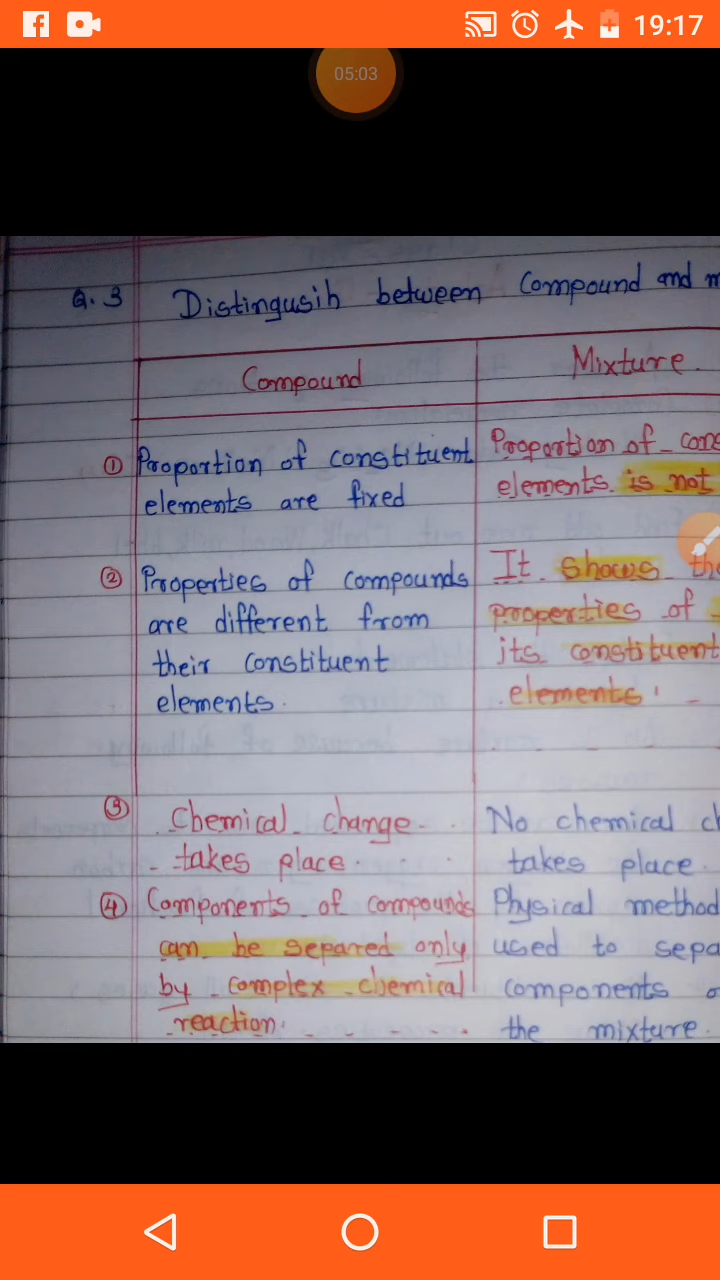 19:17
05:03
Q. 3 Distingusih between Compound and m
Compound
Mixture.
① Proportion of constituent
elements are fixed
Proportion of cons
elements is not
② Properties of compounds
are different from
their constituent
elements.
It shows the
properties of
its constituent
elements.
③ Chemical change
takes place.
No chemical ch
takes place.
④ Components of compounds
can be separed only
by complex chemical
reaction.
Physical method
used to sepa
components o
the mixture.